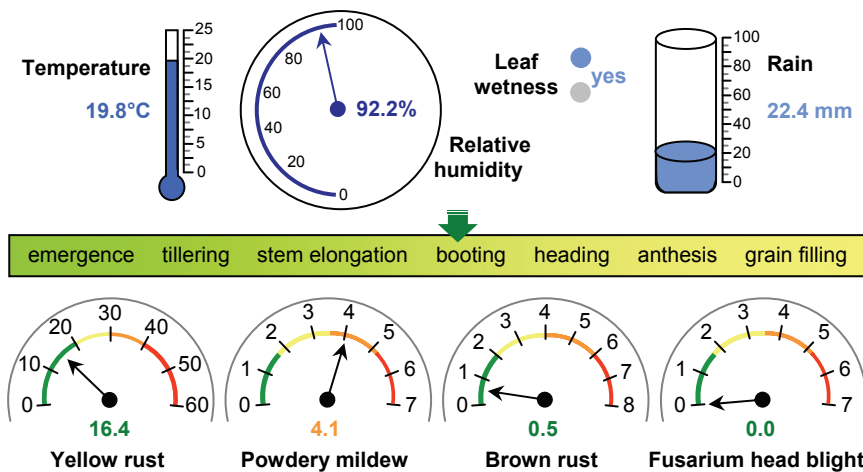 Temperature
19.8°C
25
20
15
10
5
0
100
80
60
40
20
0
92.2%
Relative
humidity
Leaf
wetness
yes
100
80
60
40
20
0
Rain
22.4 mm
emergence tillering stem elongation booting heading anthesis grain filling
0 10 20 30 40 50 60
16.4
Yellow rust
0 1 2 3 4 5 6 7
4.1
Powdery mildew
0 1 2 3 4 5 6 7 8
0.5
Brown rust
0 1 2 3 4 5 6 7
0.0
Fusarium head blight